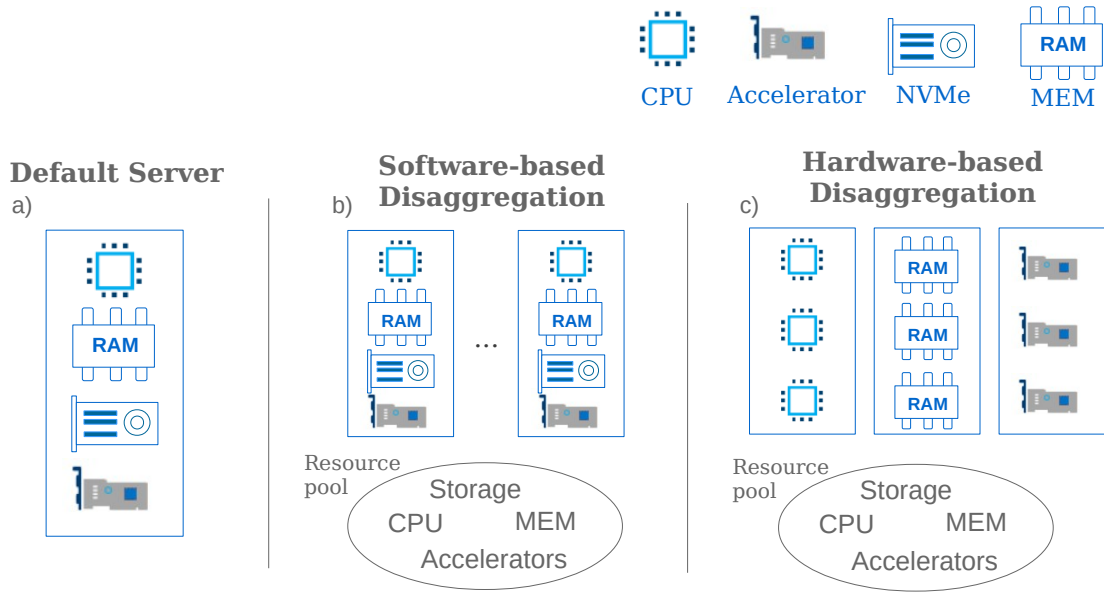 RAM
CPU
Accelerator
NVMe
MEM
Default Server
Software-based
Disaggregation
Hardware-based
Disaggregation
a)
b)
c)
RAM
RAM
...
RAM
RAM
RAM
RAM
Resource
pool
Storage
CPU
MEM
Accelerators
Resource
pool
Storage
CPU
MEM
Accelerators